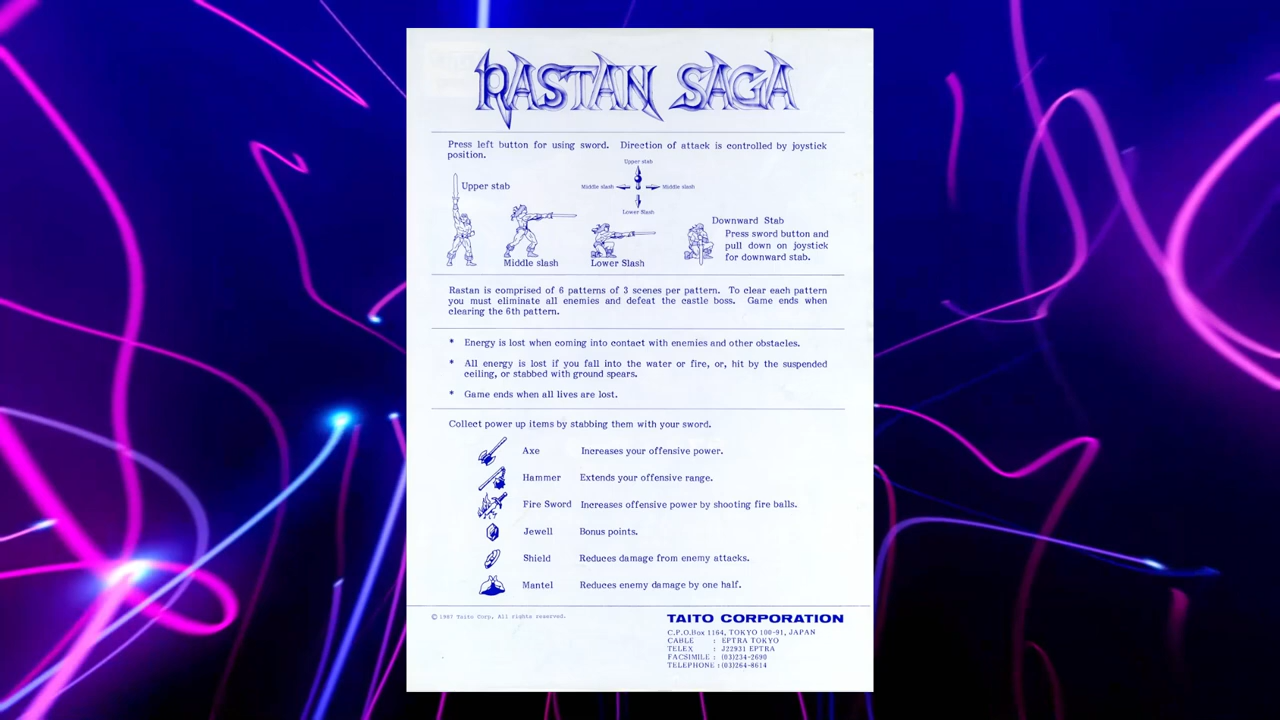 RASTAN SAGA
Press left button for using sword. Direction of attack is controlled by joystick
position.
Upper stab
Middle slash
Middle slash
Lower Slash
Upper stab
Middle slash
Lower Slash
Downward Stab
Press sword button and
pull down on joystick
for downward stab.
Rastan is comprised of 6 patterns of 3 scenes per pattern. To clear each pattern
you must eliminate all enemies and defeat the castle boss. Game ends when
clearing the 6th pattern.
* Energy is lost when coming into contact with enemies and other obstacles.
* All energy is lost if you fall into the water or fire, or, hit by the suspended
ceiling, or stabbed with ground spears.
* Game ends when all lives are lost.
Collect power up items by stabbing them with your sword.
Axe Increases your offensive power.
Hammer Extends your offensive range.
Fire Sword Increases offensive power by shooting fire balls.
Jewell Bonus points.
Shield Reduces damage from enemy attacks.
Mantel Reduces enemy damage by one half.
© 1987 Taito Corp, All rights reserved.
TAITO CORPORATION
C.P.O.Box 1164, TOKYO 100-91, JAPAN
CABLE : EPTRA TOKYO
TELEX : J22931 EPTRA
FACSIMILE : (03)234-2690
TELEPHONE : (03)264-8614